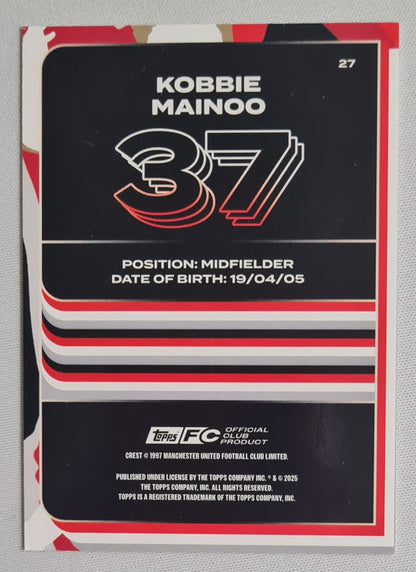 27
KOBBIE
MAINOO
37
POSITION: MIDFIELDER
DATE OF BIRTH: 19/04/05
topps FC OFFICIAL
CLUB
PRODUCT
CREST © 1997 MANCHESTER UNITED FOOTBALL CLUB LIMITED.
PUBLISHED UNDER LICENSE BY THE TOPPS COMPANY INC. ® & © 2025
THE TOPPS COMPANY, INC. ALL RIGHTS RESERVED.
TOPPS IS A REGISTERED TRADEMARK OF THE TOPPS COMPANY, INC.